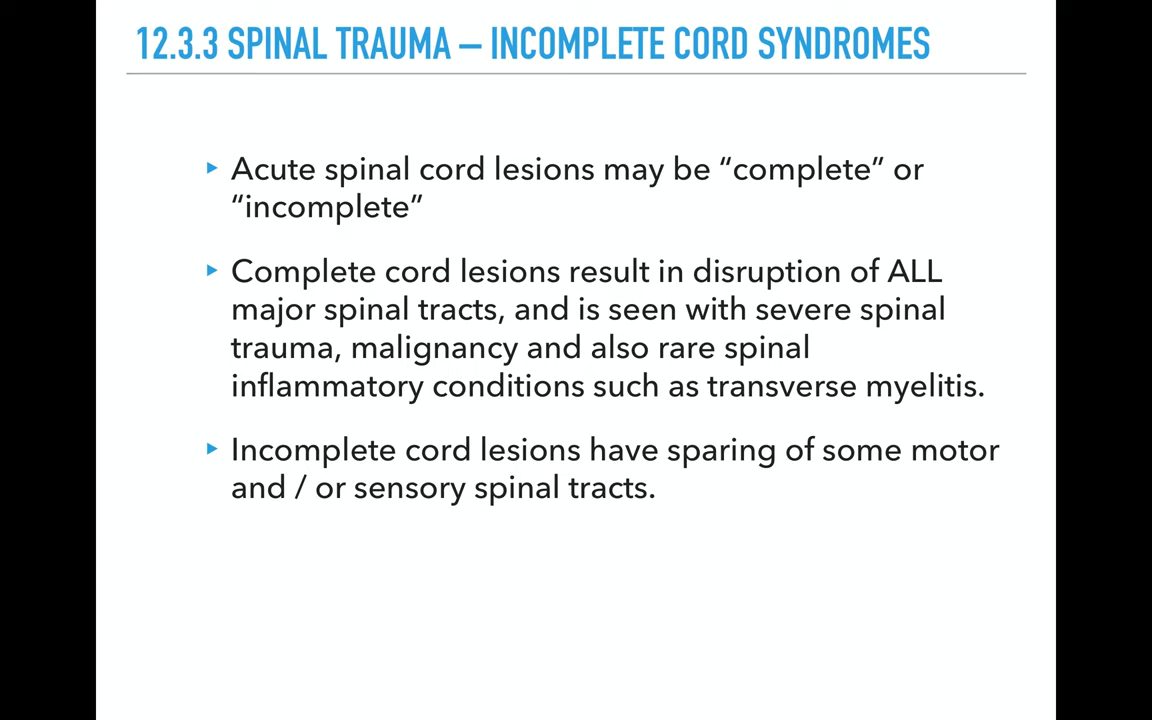 12.3.3 SPINAL TRAUMA – INCOMPLETE CORD SYNDROMES
Acute spinal cord lesions may be “complete” or
“incomplete”
Complete cord lesions result in disruption of ALL
major spinal tracts, and is seen with severe spinal
trauma, malignancy and also rare spinal
inflammatory conditions such as transverse myelitis.
Incomplete cord lesions have sparing of some motor
and / or sensory spinal tracts.